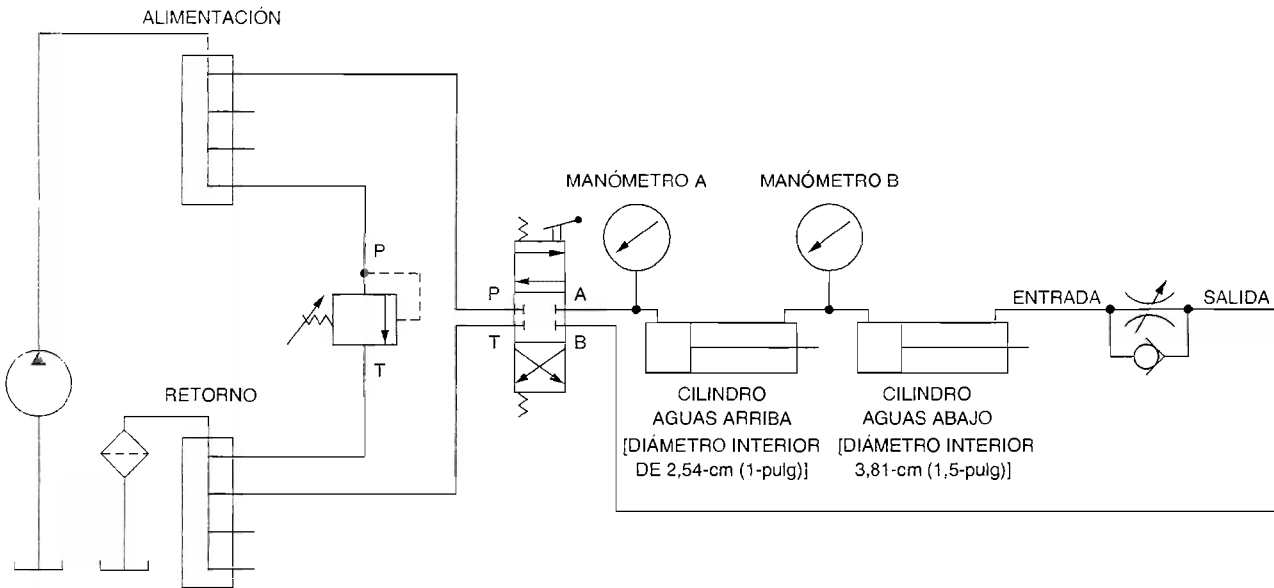 ALIMENTACIÓN
P
T
RETORNO
P
A
T
B
MANÓMETRO A
MANÓMETRO B
CILINDRO
AGUAS ARRIBA
[DIÁMETRO INTERIOR
DE 2,54-cm (1-pulg)]
CILINDRO
AGUAS ABAJO
[DIÁMETRO INTERIOR
3,81-cm (1,5-pulg)]
ENTRADA
SALIDA